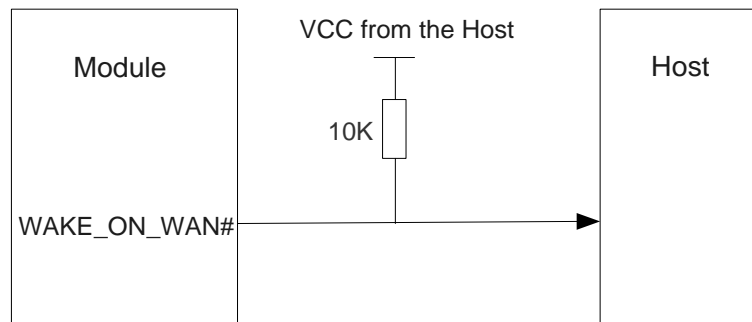 VCC from the Host
Module
Host
10K
WAKE_ON_WAN#